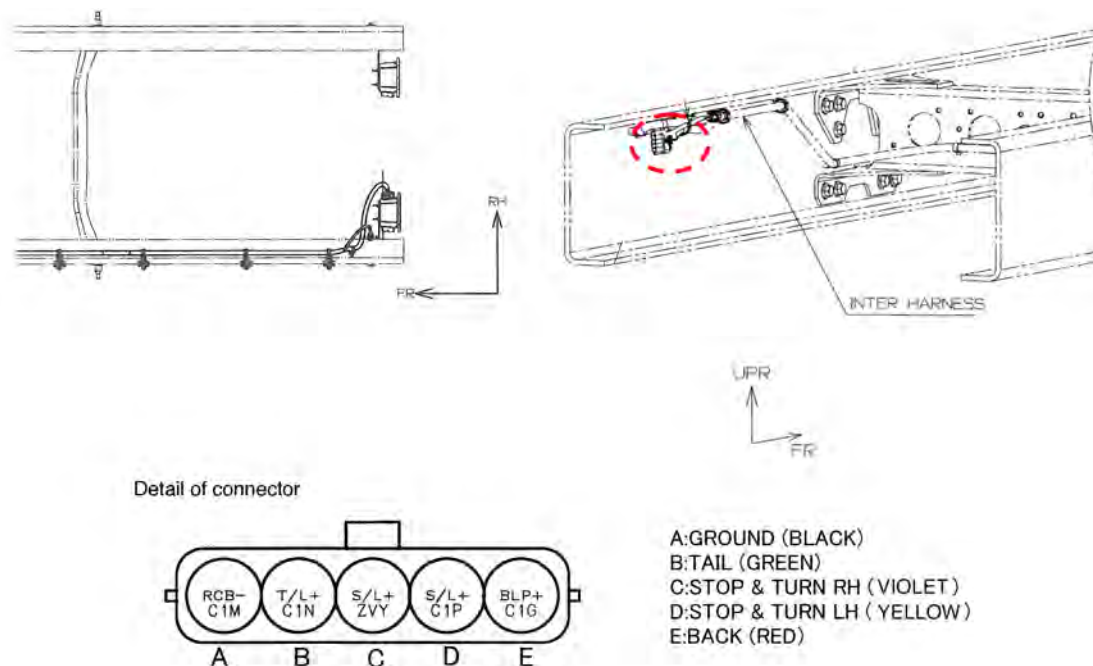 RH
FR
INTER HARNESS
UPR
FR
Detail of connector
RCB-
C1M
T/L+
C1N
S/L+
ZVY
S/L+
C1P
BLP+
C1G
A B C D E
A:GROUND (BLACK)
B:TAIL (GREEN)
C:STOP & TURN RH (VIOLET)
D:STOP & TURN LH ( YELLOW)
E:BACK (RED)